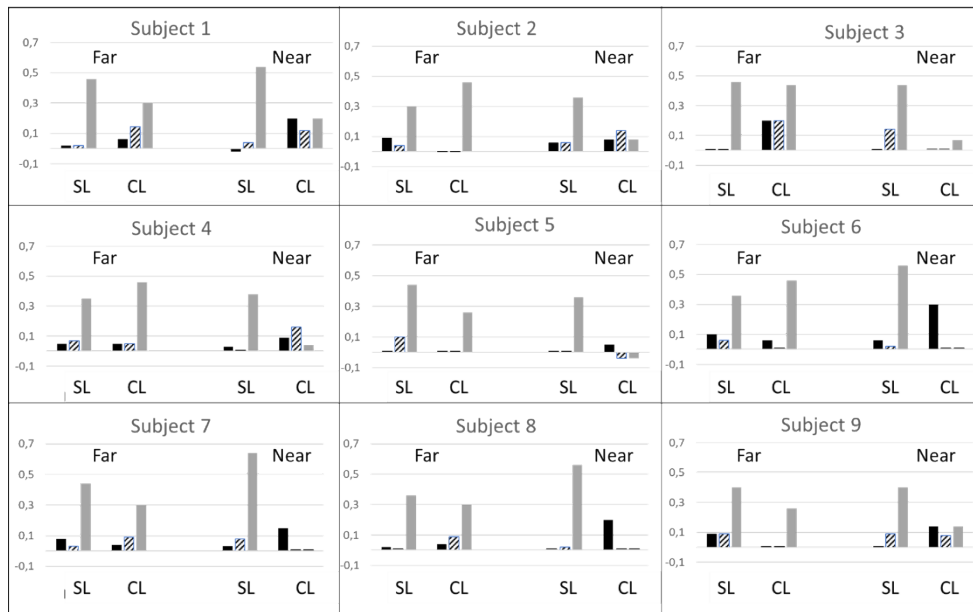 Subject 1
0,7
Far Near
0,5
0,3
0,1
-0,1
SL CL SL CL
Subject 2
0,7
Far Near
0,5
0,3
0,1
-0,1
SL CL SL CL
Subject 3
0,7
Far Near
0,5
0,3
0,1
-0,1
SL CL SL CL
Subject 4
0,7
Far Near
0,5
0,3
0,1
-0,1
SL CL SL CL
Subject 5
0,7
Far Near
0,5
0,3
0,1
-0,1
SL CL SL CL
Subject 6
0,7
Far Near
0,5
0,3
0,1
-0,1
SL CL SL CL
Subject 7
0,7
Far Near
0,5
0,3
0,1
-0,1
SL CL SL CL
Subject 8
0,7
Far Near
0,5
0,3
0,1
-0,1
SL CL SL CL
Subject 9
0,7
Far Near
0,5
0,3
0,1
-0,1
SL CL SL CL